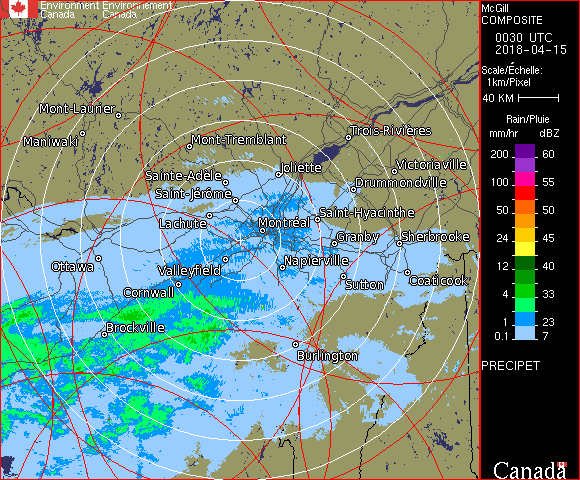 Environment Environnement
Canada Canada
McGill
COMPOSITE
0030 UTC
2018-04-15
Scale/Échelle:
1km/Pixel
40 KM
Rain/Pluie
mm/hr dBZ
200 60
100 55
50 50
24 45
12 40
4 33
1 23
0.1 7
PRECIPET
Canada
Mont-Laurier
Maniwaki
Mont-Tremblant
Trois-Rivières
Joliette
Victoriaville
Sainte-Adèle
Drummondville
Saint-Jérôme
Lachute
Saint-Hyacinthe
Montréal
Granby
Sherbrooke
Ottawa
Valleyfield
Napierville
Cornwall
Sutton
Coaticook
Brockville
Burlington